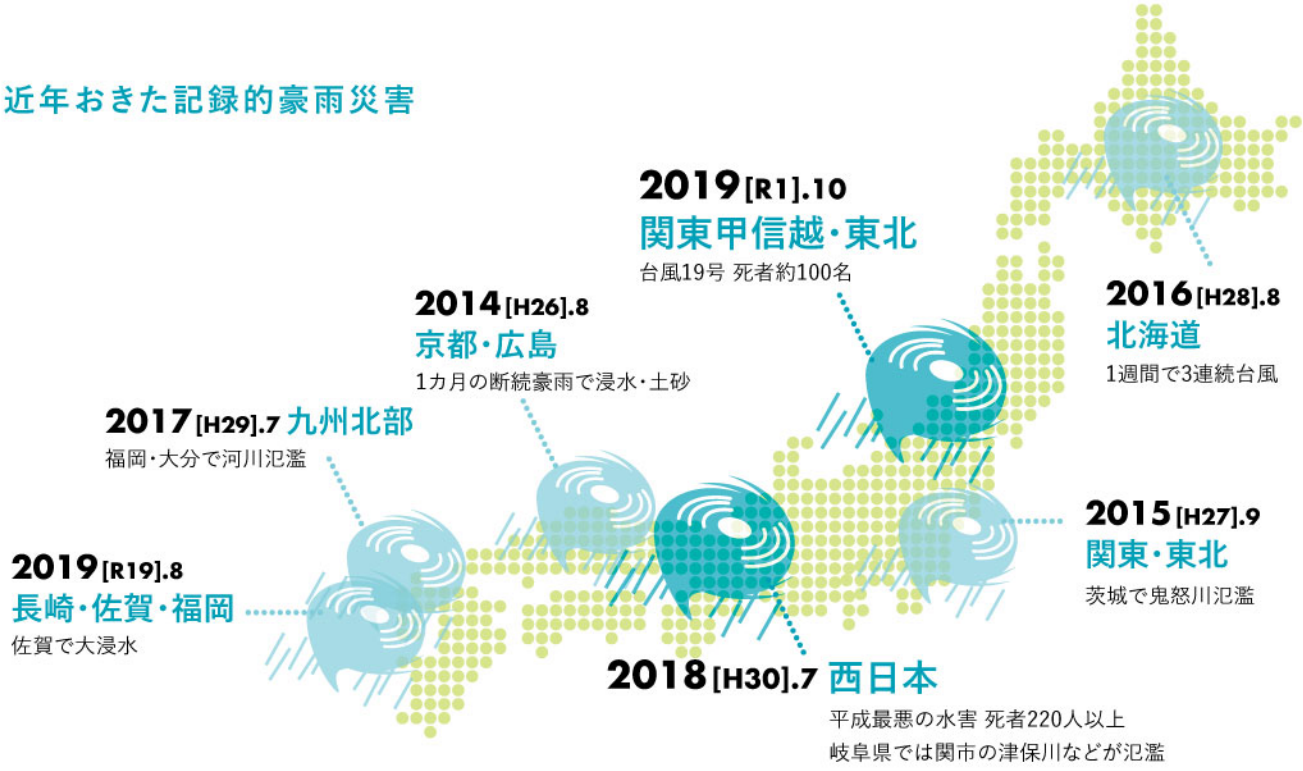 近年おきた記録的豪雨災害
2019[R1].10
関東甲信越・東北
台風19号 死者約100名
2014[H26].8
京都・広島
1カ月の断続豪雨で浸水・土砂
2016[H28].8
北海道
1週間で3連続台風
2017[H29].7 九州北部
福岡・大分で河川氾濫
2015[H27].9
関東・東北
茨城で鬼怒川氾濫
2019[R19].8
長崎・佐賀・福岡
佐賀で大浸水
2018[H30].7 西日本
平成最悪の水害 死者220人以上
岐阜県では関市の津保川などが氾濫